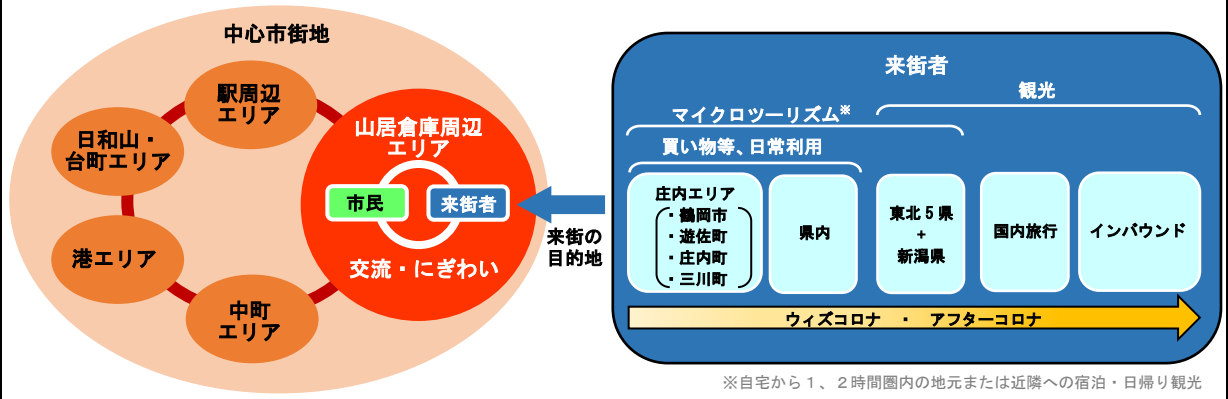 中心市街地
駅周辺
エリア
日和山・
台町エリア
港エリア
中町
エリア
山居倉庫周辺
エリア
市民
来街者
交流・にぎわい
来街の
目的地
来街者
観光
マイクロツーリズム※
買い物等、日常利用
庄内エリア
・鶴岡市
・遊佐町
・庄内町
・三川町
県内
東北５県
+
新潟県
国内旅行
インバウンド
ウィズコロナ ・ アフターコロナ
※自宅から１、２時間圏内の地元または近隣への宿泊・日帰り観光